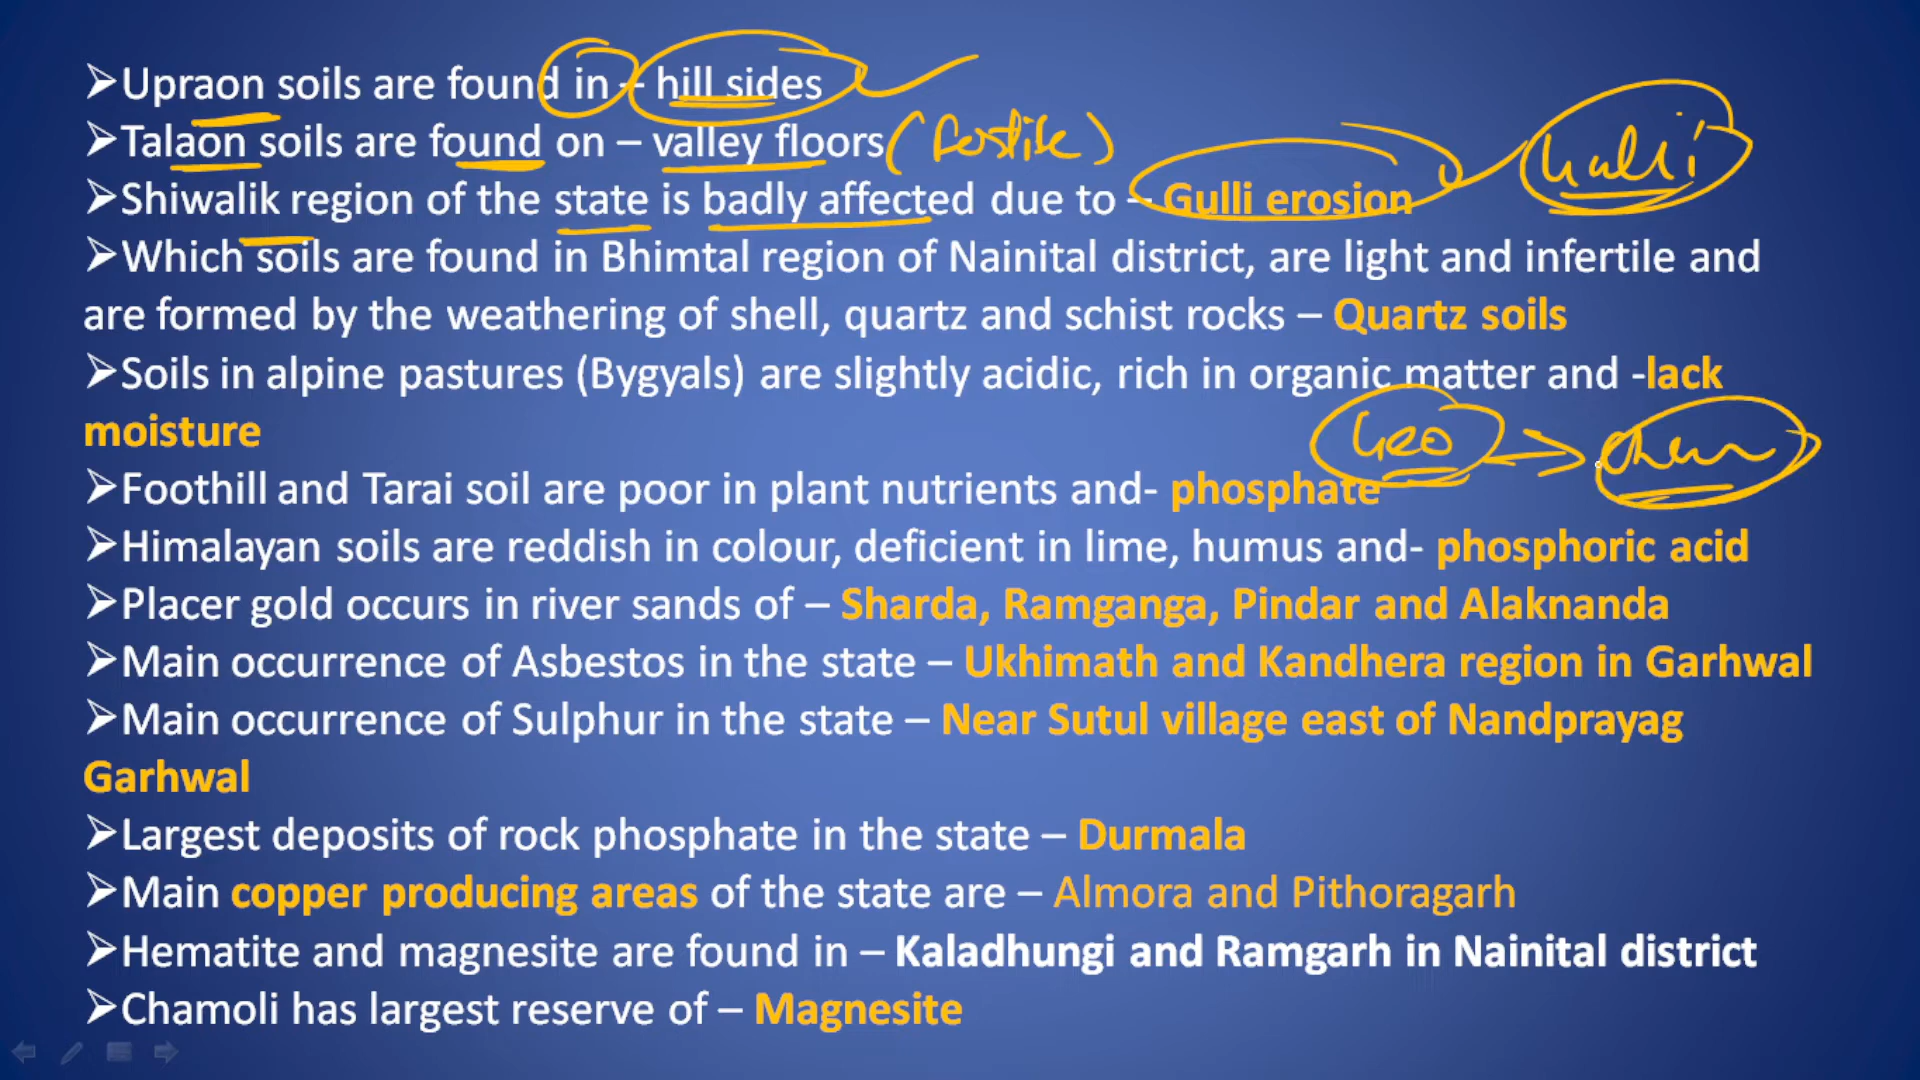 ➤Upraon soils are found in – hill sides
➤Talaon soils are found on – valley floors (fertile)
➤Shiwalik region of the state is badly affected due to – Gulli erosion
➤Which soils are found in Bhimtal region of Nainital district, are light and infertile and
are formed by the weathering of shell, quartz and schist rocks – Quartz soils
➤Soils in alpine pastures (Bygyals) are slightly acidic, rich in organic matter and -lack
moisture
Geo →
➤Foothill and Tarai soil are poor in plant nutrients and- phosphate
➤Himalayan soils are reddish in colour, deficient in lime, humus and- phosphoric acid
➤Placer gold occurs in river sands of – Sharda, Ramganga, Pindar and Alaknanda
➤Main occurrence of Asbestos in the state – Ukhimath and Kandhera region in Garhwal
➤Main occurrence of Sulphur in the state – Near Sutul village east of Nandprayag
Garhwal
➤Largest deposits of rock phosphate in the state – Durmala
➤Main copper producing areas of the state are – Almora and Pithoragarh
➤Hematite and magnesite are found in – Kaladhungi and Ramgarh in Nainital district
➤Chamoli has largest reserve of – Magnesite